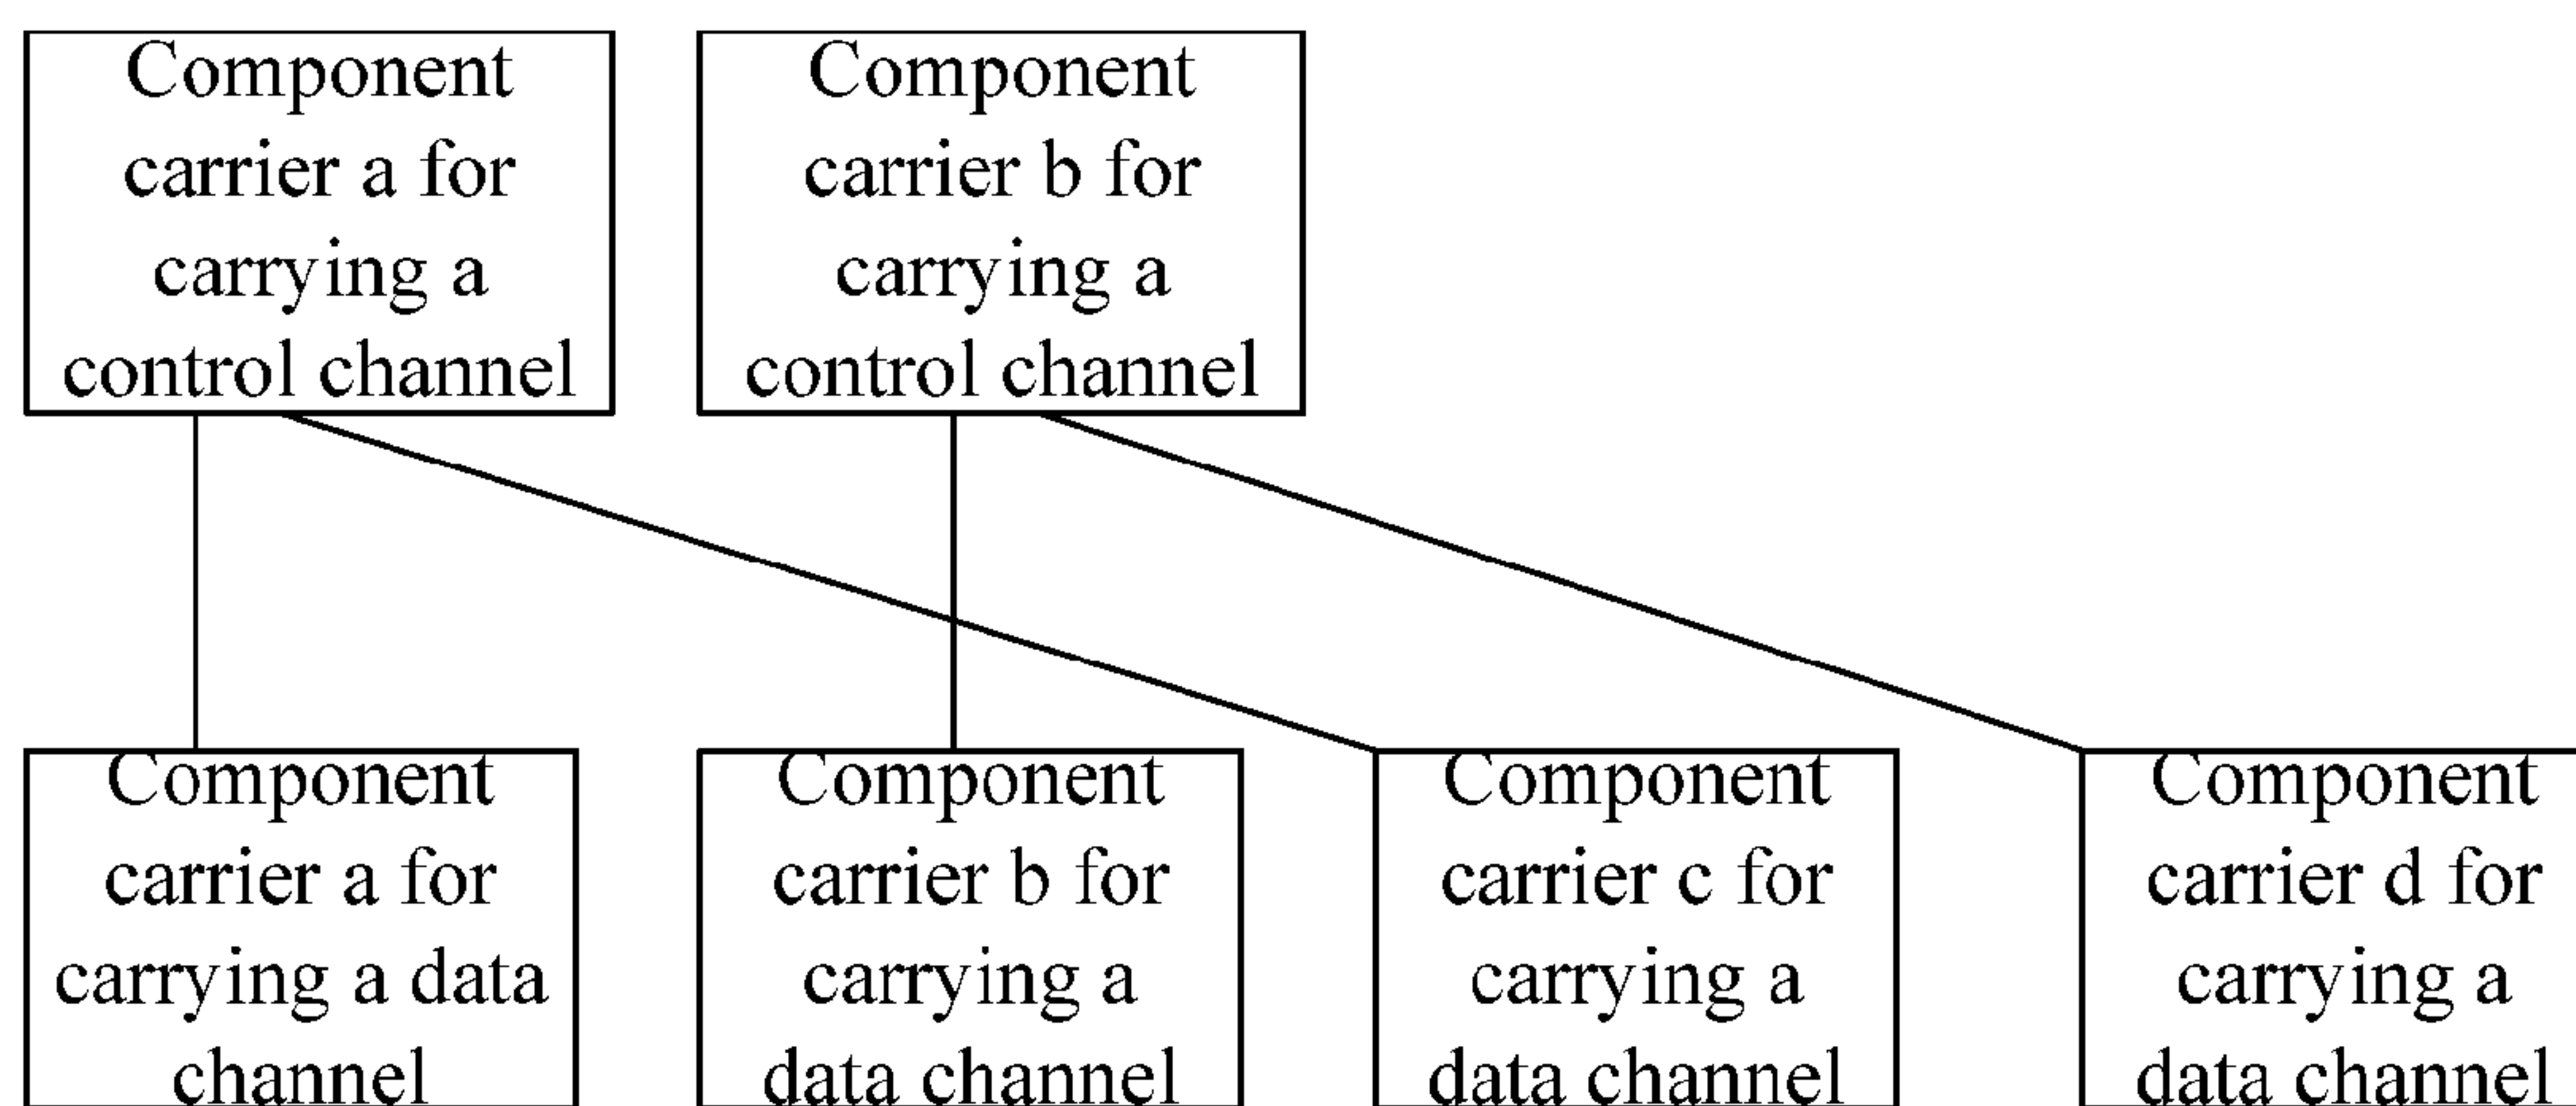 Component
carrier a for
carrying a
control channel
Component
carrier b for
carrying a
control channel
Component
carrier a for
carrying a data
channel
Component
carrier b for
carrying a
data channel
Component
carrier c for
carrying a
data channel
Component
carrier d for
carrying a
data channel